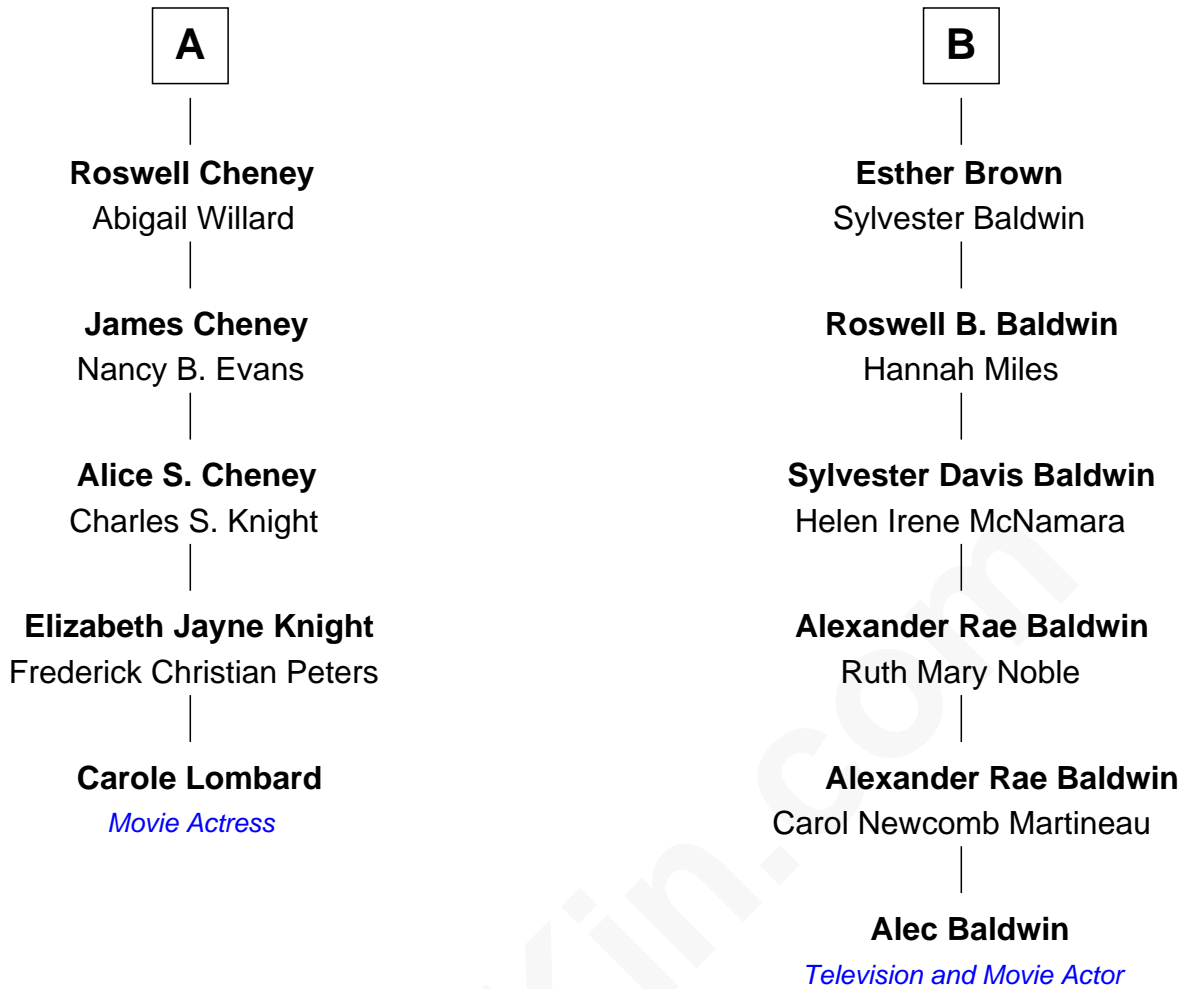 A
Roswell Cheney
Abigail Willard
James Cheney
Nancy B. Evans
Alice S. Cheney
Charles S. Knight
Elizabeth Jayne Knight
Frederick Christian Peters
Carole Lombard
Movie Actress
B
Esther Brown
Sylvester Baldwin
Roswell B. Baldwin
Hannah Miles
Sylvester Davis Baldwin
Helen Irene McNamara
Alexander Rae Baldwin
Ruth Mary Noble
Alexander Rae Baldwin
Carol Newcomb Martineau
Alec Baldwin
Television and Movie Actor